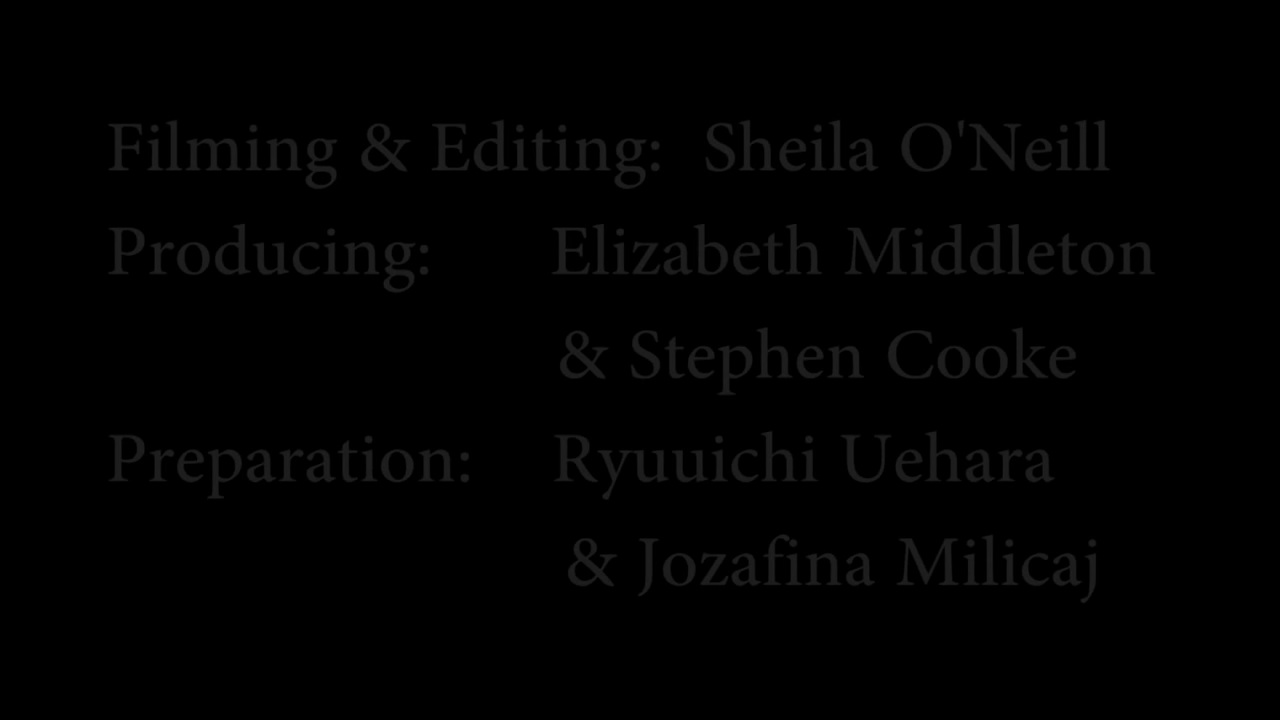 Filming & Editing: Sheila O'Neill
Producing: Elizabeth Middleton
& Stephen Cooke
Preparation: Ryuuichi Uehara
& Jozafina Milicaj